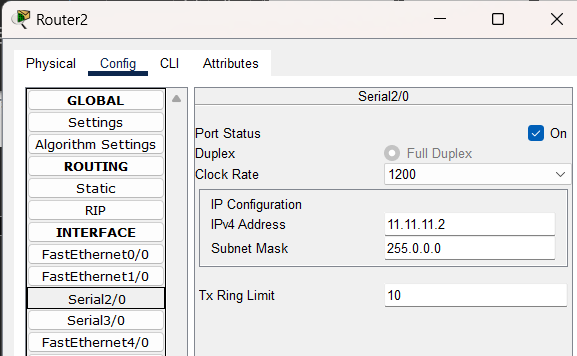 Router2
Physical Config CLI Attributes
GLOBAL
Settings
Algorithm Settings
ROUTING
Static
RIP
INTERFACE
FastEthernet0/0
FastEthernet1/0
Serial2/0
Serial3/0
FastEthernet4/0
Serial2/0
Port Status On
Duplex Full Duplex
Clock Rate 1200
IP Configuration
IPv4 Address 11.11.11.2
Subnet Mask 255.0.0.0
Tx Ring Limit 10